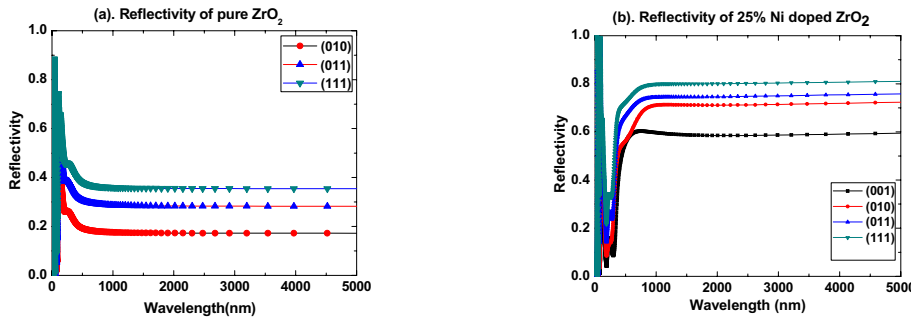 (a). Reflectivity of pure ZrO₂
1.0
0.8
0.6
0.4
0.2
0.0
Reflectivity
(010)
(011)
(111)
0 1000 2000 3000 4000 5000
Wavelength(nm)
(b). Reflectivity of 25% Ni doped ZrO2
1.0
0.8
0.6
0.4
0.2
0.0
Reflectivity
(001)
(010)
(011)
(111)
0 1000 2000 3000 4000 5000
Wavelength (nm)